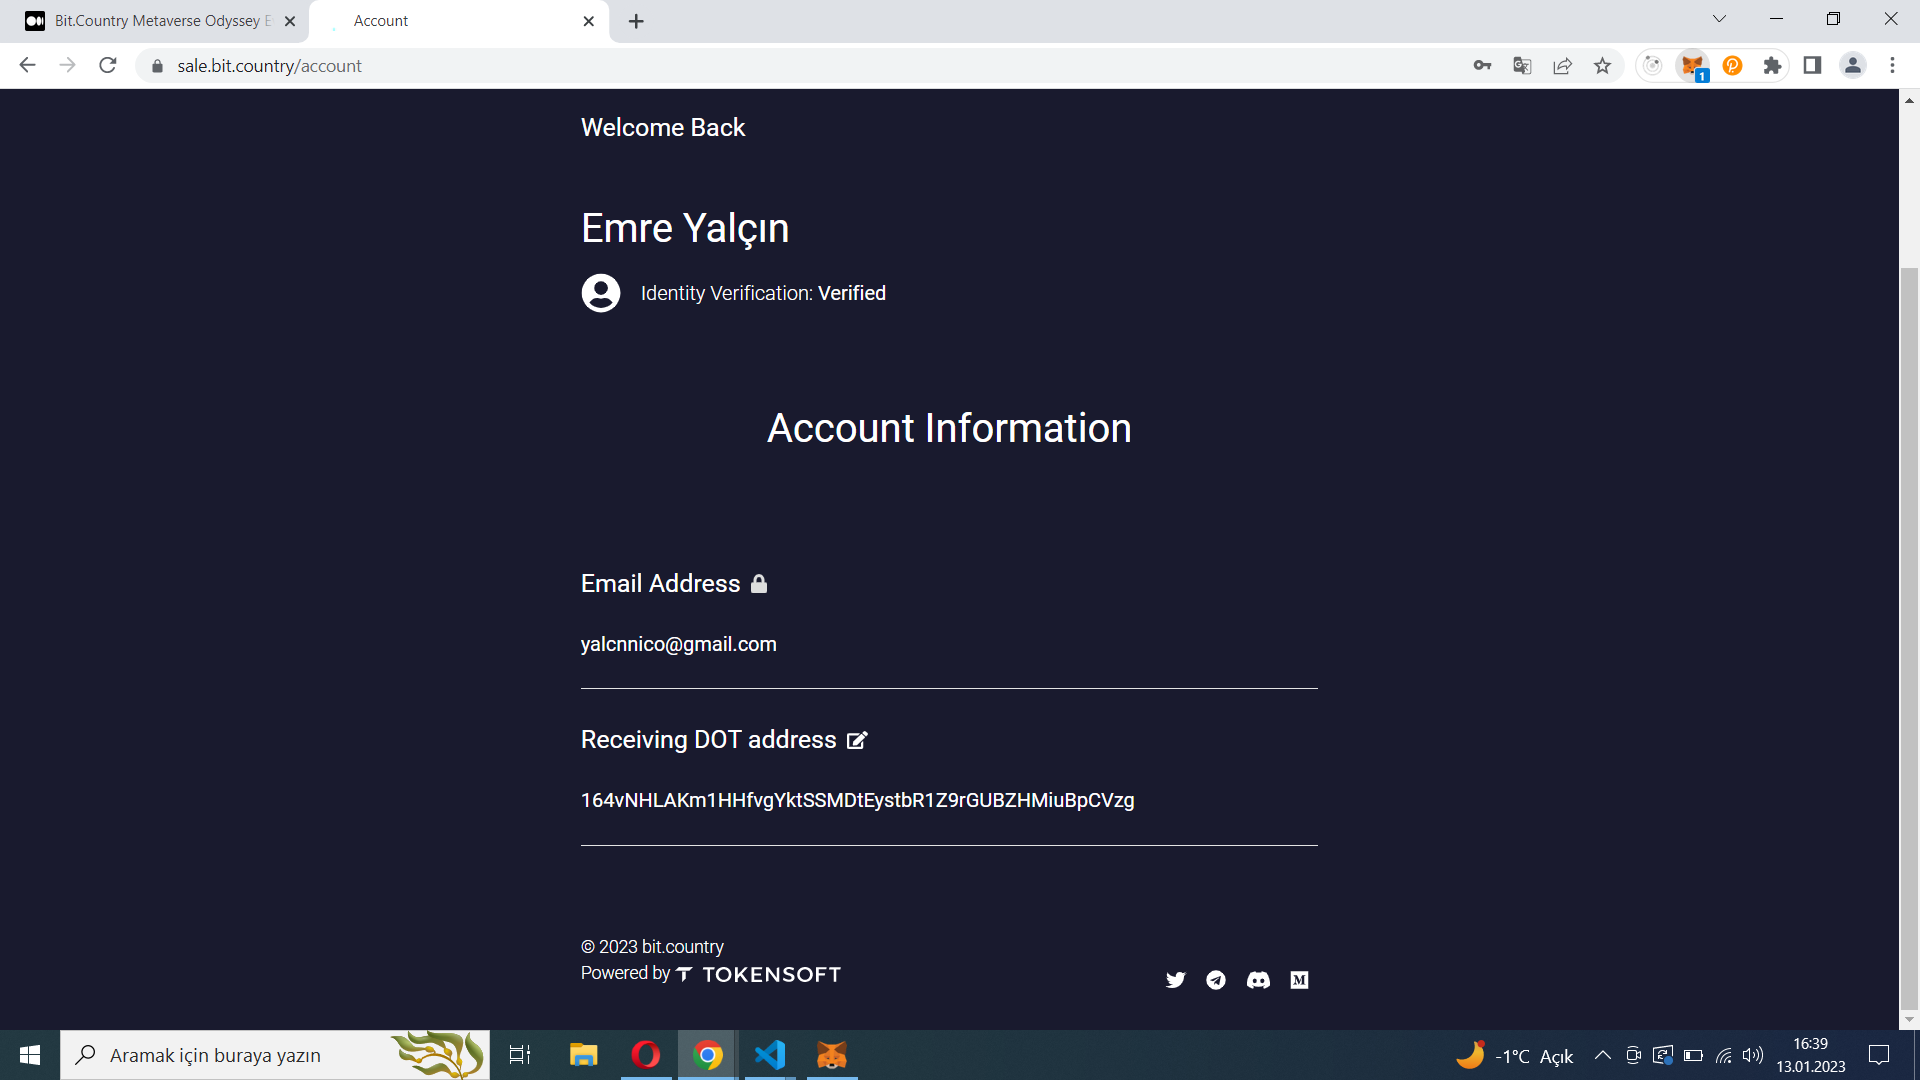 Bit.Country Metaverse Odyssey E
Account
sale.bit.country/account
1
Welcome Back
Emre Yalçın
Identity Verification: Verified
Account Information
Email Address
yalcnnico@gmail.com
Receiving DOT address
164vNHLAKm1HHfvgYktSSMDtEystbR1Z9rGUBZHMiuBpCVzg
© 2023 bit.country
Powered by TOKENSOFT
Aramak için buraya yazın
-1°C Açık
16:39
13.01.2023